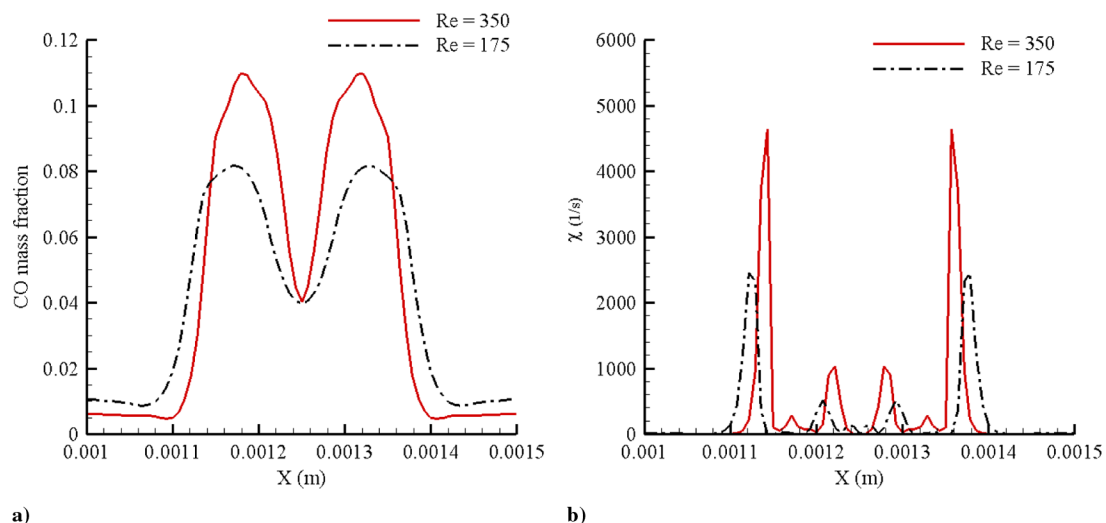 Re = 350
Re = 175
0.12
0.1
0.08
0.06
0.04
0.02
0
CO mass fraction
0.001 0.0011 0.0012 0.0013 0.0014 0.0015
X (m)
a)
Re = 350
Re = 175
6000
5000
4000
3000
2000
1000
0
χ (1/s)
0.001 0.0011 0.0012 0.0013 0.0014 0.0015
X (m)
b)